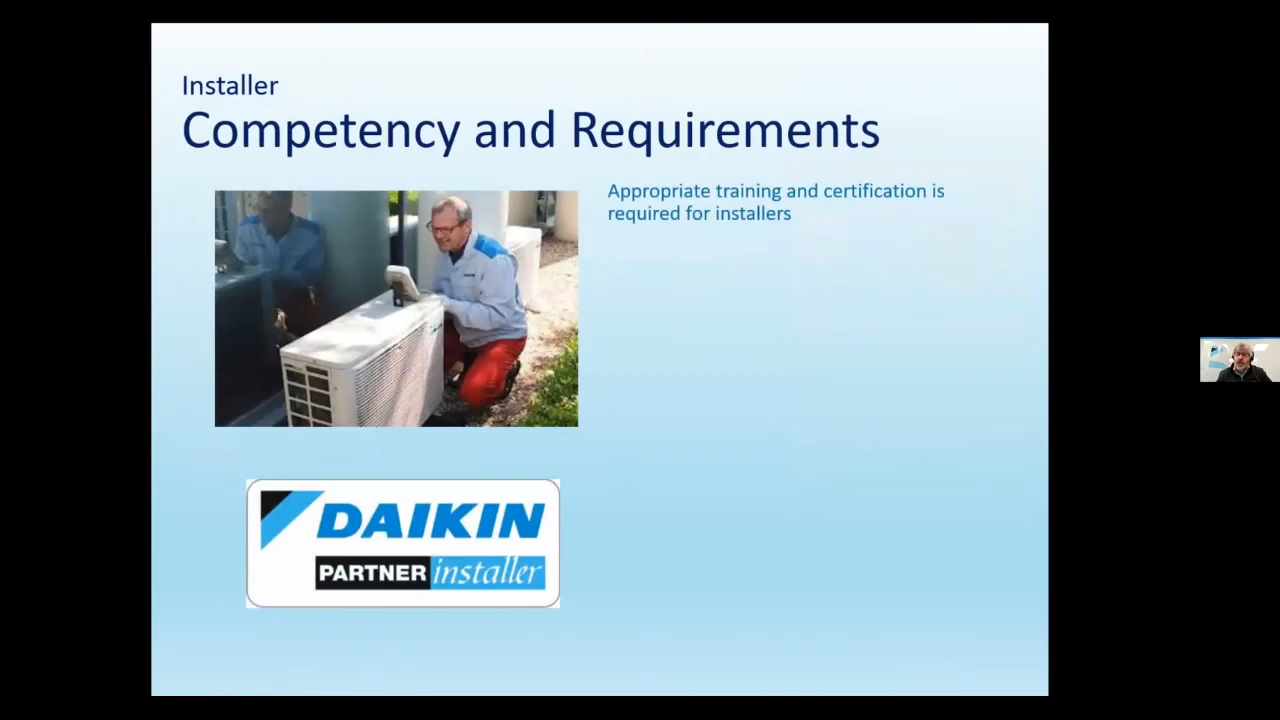 Installer
Competency and Requirements
Appropriate training and certification is
required for installers
DAIKIN
PARTNER installer